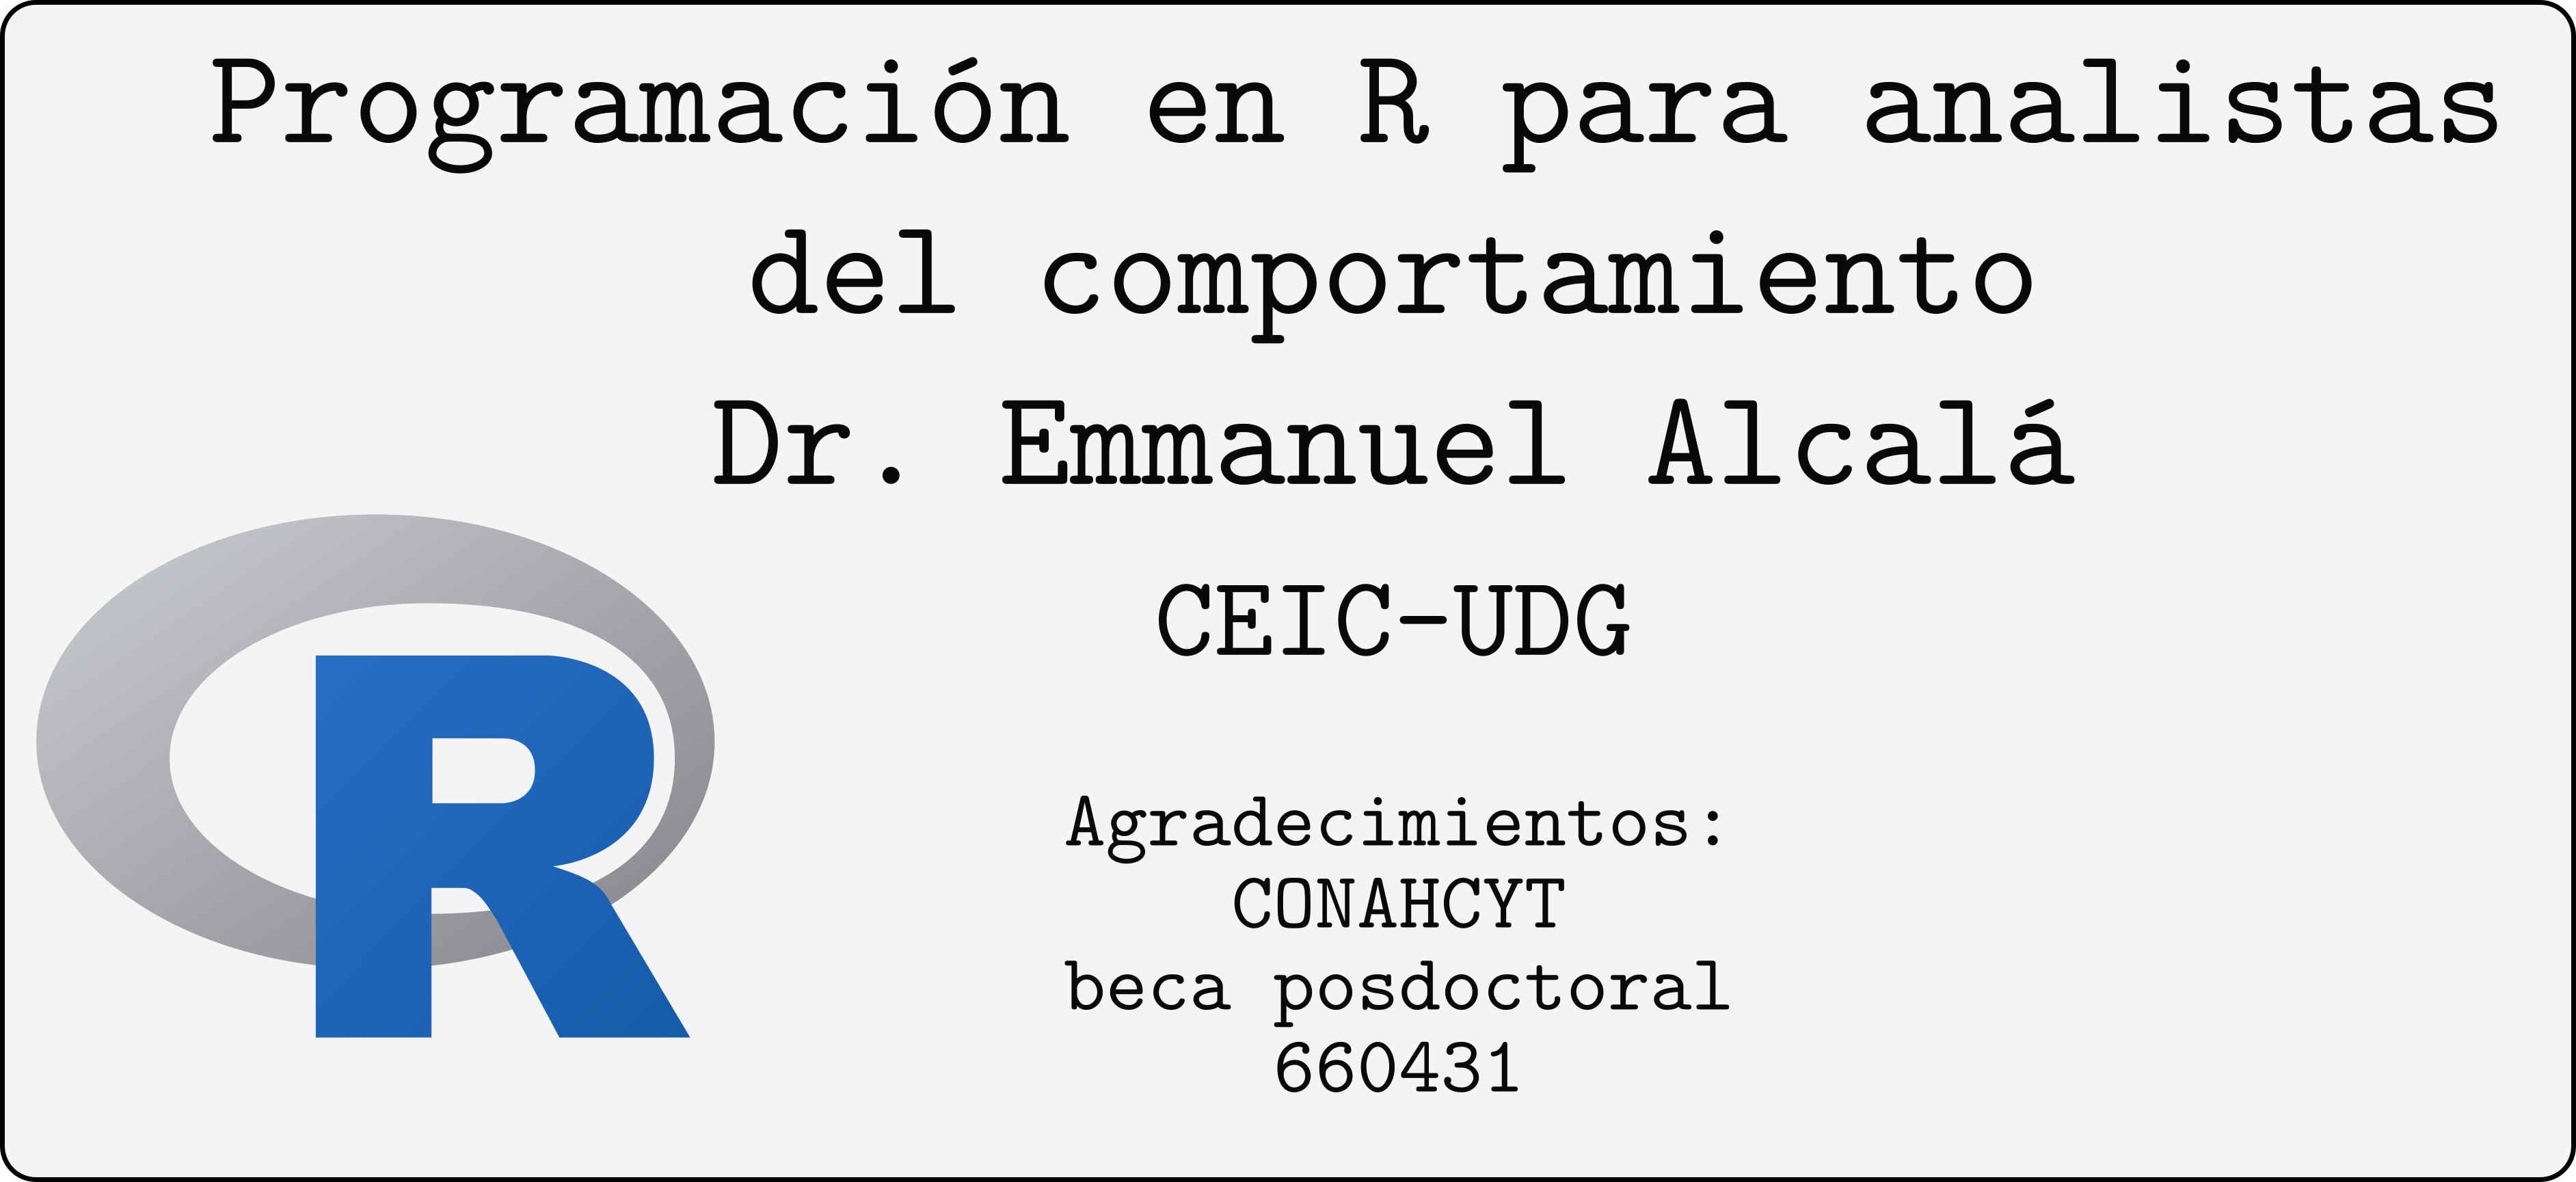 Programación en R para analistas
del comportamiento
Dr. Emmanuel Alcalá
CEIC-UDG
R
Agradecimientos:
CONAHCYT
beca posdoctoral
660431